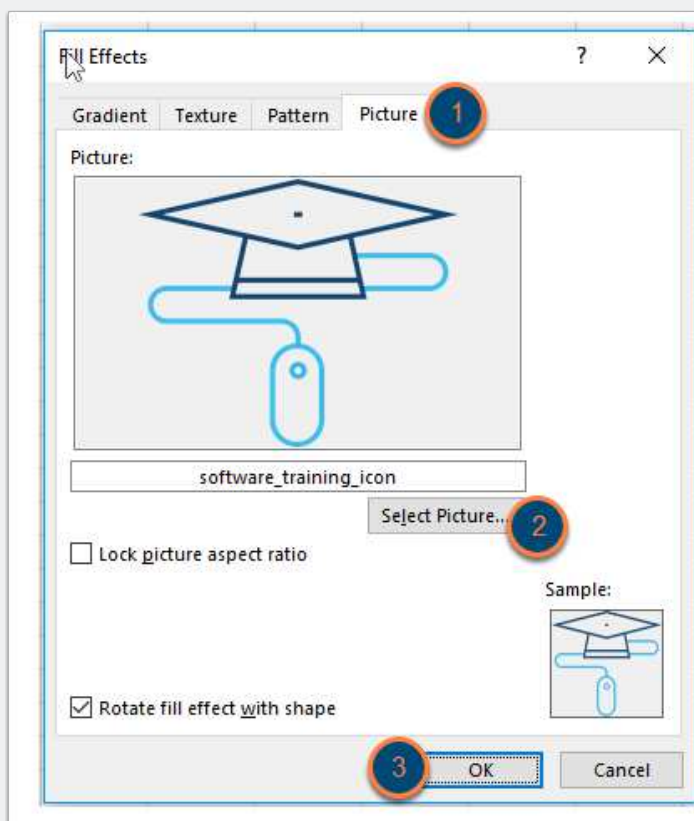 Fill Effects ? X
Gradient Texture Pattern Picture 1
Picture:
software_training_icon
Select Picture... 2
Lock picture aspect ratio
Sample:
Rotate fill effect with shape
3 OK Cancel